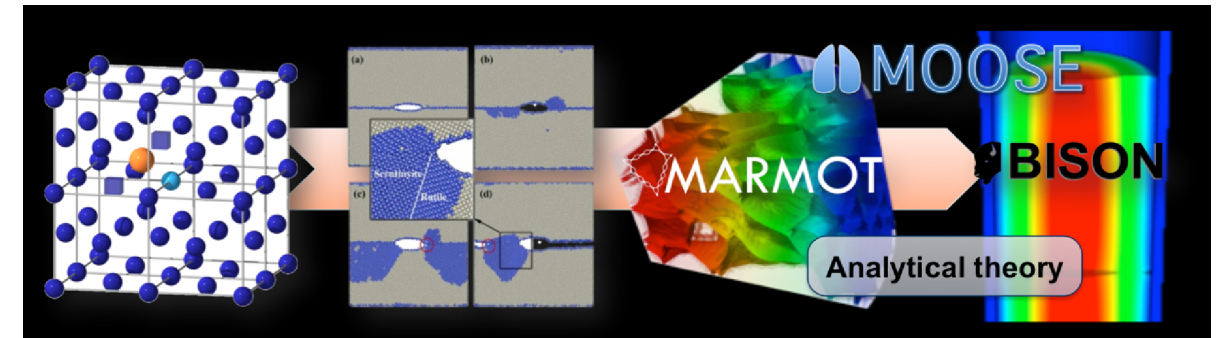 (a)
(b)
Scrutinyite
Rutile
(c)
(d)
MOOSE
MARMOT
BISON
Analytical theory